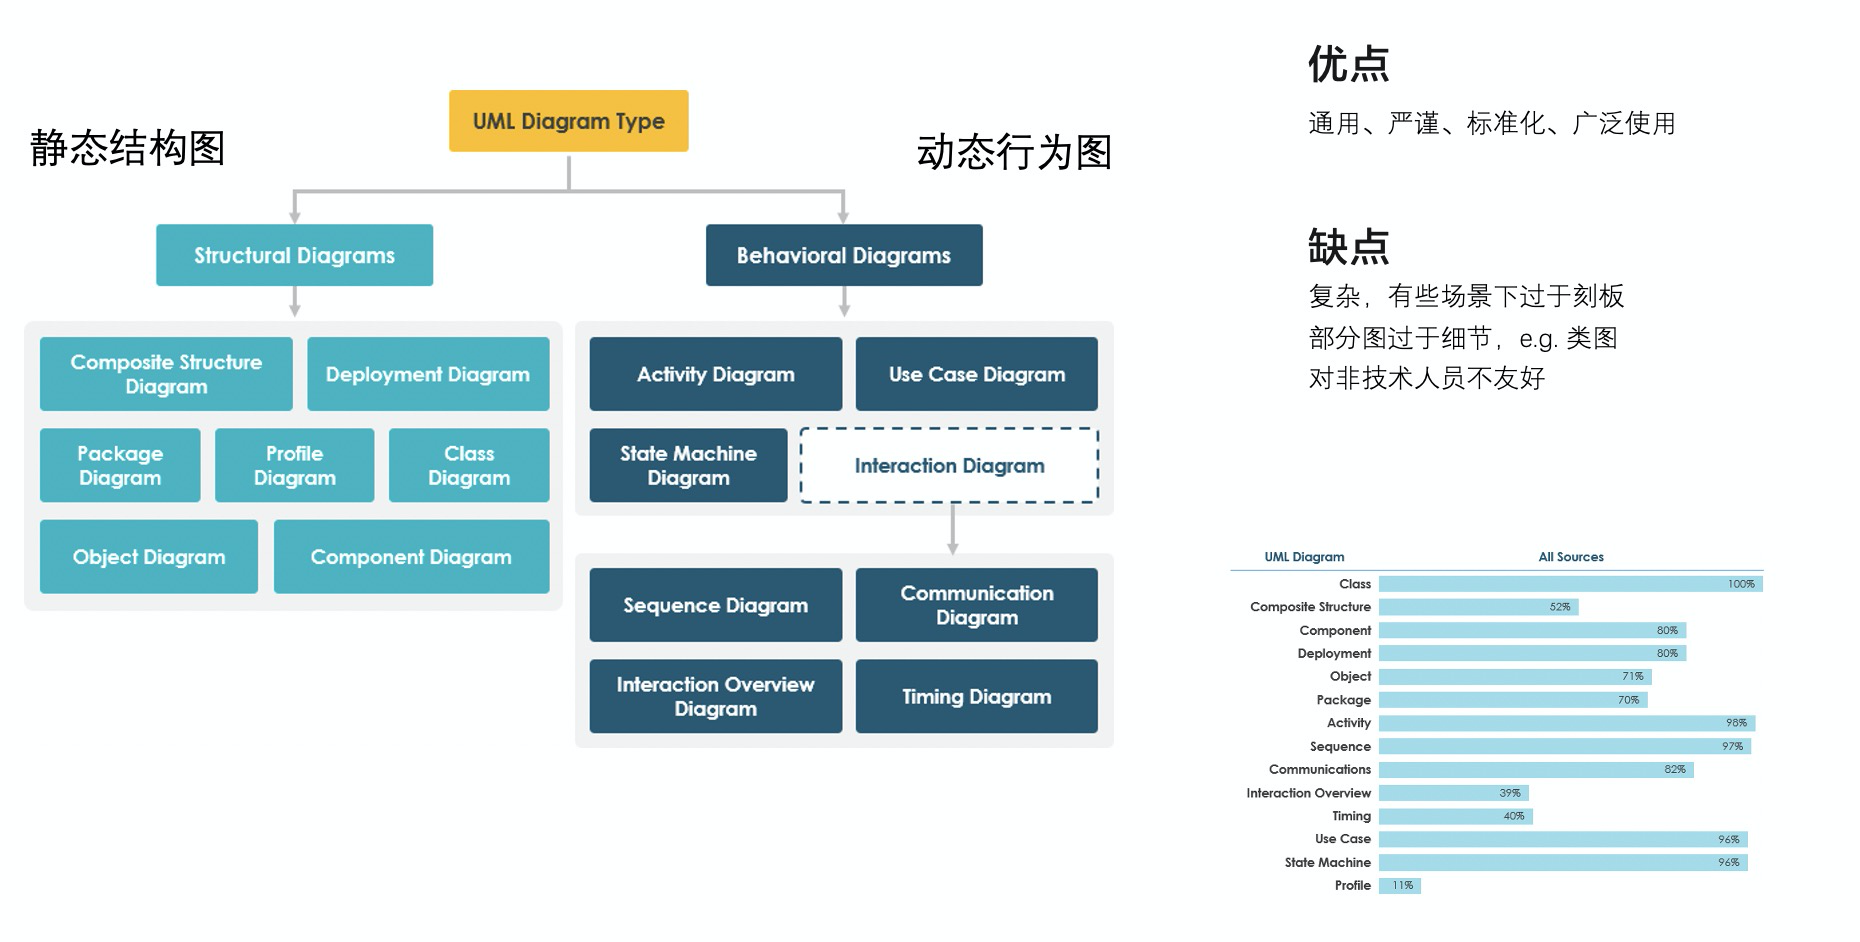 静态结构图
UML Diagram Type
动态行为图
Structural Diagrams
Behavioral Diagrams
Composite Structure
Diagram
Deployment Diagram
Package
Diagram
Profile
Diagram
Class
Diagram
Object Diagram
Component Diagram
Activity Diagram
Use Case Diagram
State Machine
Diagram
Interaction Diagram
Sequence Diagram
Communication
Diagram
Interaction Overview
Diagram
Timing Diagram
优点
通用、严谨、标准化、广泛使用
缺点
复杂，有些场景下过于刻板
部分图过于细节，e.g. 类图
对非技术人员不友好
UML Diagram All Sources
Class 100%
Composite Structure 52%
Component 80%
Deployment 80%
Object 71%
Package 70%
Activity 98%
Sequence 97%
Communications 82%
Interaction Overview 39%
Timing 40%
Use Case 96%
State Machine 96%
Profile 11%